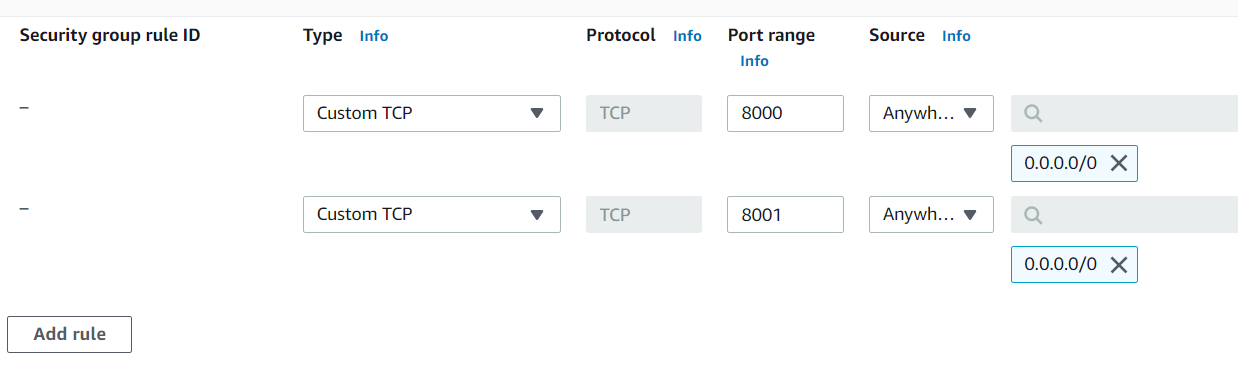 Security group rule ID Type Info Protocol Info Port range Info Source Info
– Custom TCP TCP 8000 Anywh...
0.0.0.0/0
– Custom TCP TCP 8001 Anywh...
0.0.0.0/0
Add rule